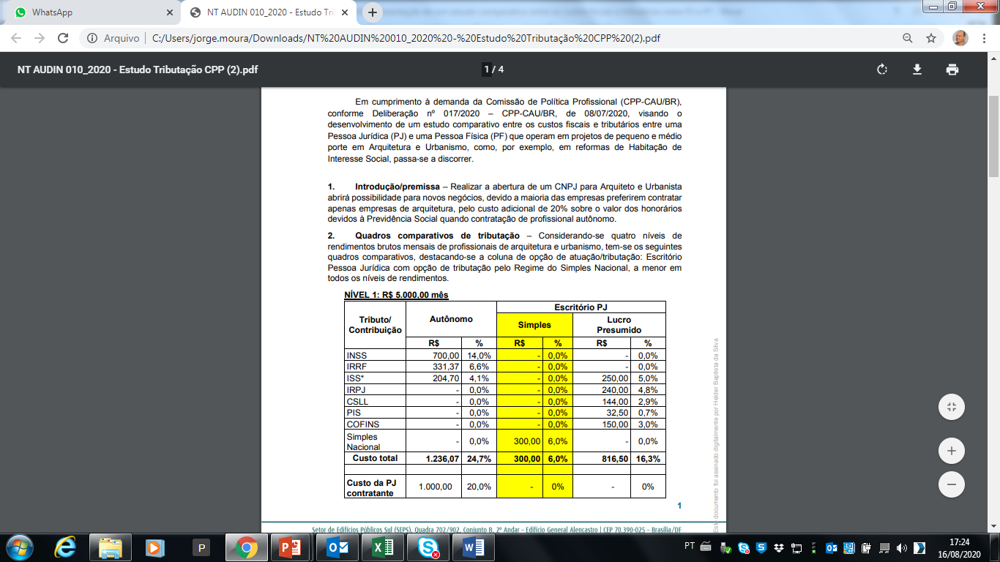 WhatsApp
NT AUDIN 010_2020 - Estudo Tri
Arquivo | C:/Users/jorge.moura/Downloads/NT%20AUDIN%20010_2020%20-%20Estudo%20Tributação%20CPP%20(2).pdf
NT AUDIN 010_2020 - Estudo Tributação CPP (2).pdf
1 / 4
Em cumprimento à demanda da Comissão de Política Profissional (CPP-CAU/BR),
conforme Deliberação nº 017/2020 – CPP-CAU/BR, de 08/07/2020, visando o
desenvolvimento de um estudo comparativo entre os custos fiscais e tributários entre uma
Pessoa Jurídica (PJ) e uma Pessoa Física (PF) que operam em projetos de pequeno e médio
porte em Arquitetura e Urbanismo, como, por exemplo, em reformas de Habitação de
Interesse Social, passa-se a discorrer.
1. Introdução/premissa – Realizar a abertura de um CNPJ para Arquiteto e Urbanista
abrirá possibilidade para novos negócios, devido a maioria das empresas preferirem contratar
apenas empresas de arquitetura, pelo custo adicional de 20% sobre o valor dos honorários
devidos à Previdência Social quando contratação de profissional autônomo.
2. Quadros comparativos de tributação – Considerando-se quatro níveis de
rendimentos brutos mensais de profissionais de arquitetura e urbanismo, tem-se os seguintes
quadros comparativos, destacando-se a coluna de opção de atuação/tributação: Escritório
Pessoa Jurídica com opção de tributação pelo Regime do Simples Nacional, a menor em
todos os níveis de rendimentos.
NÍVEL 1: R$ 5.000,00 mês
Tributo/
Contribuição
Autônomo
Escritório PJ
Simples
Lucro
Presumido
R$ % R$ % R$ %
INSS 700,00 14,0% - 0,0% - 0,0%
IRRF 331,37 6,6% - 0,0% - 0,0%
ISS* 204,70 4,1% - 0,0% 250,00 5,0%
IRPJ - 0,0% - 0,0% 240,00 4,8%
CSLL - 0,0% - 0,0% 144,00 2,9%
PIS - 0,0% - 0,0% 32,50 0,7%
COFINS - 0,0% - 0,0% 150,00 3,0%
Simples
Nacional - 0,0% 300,00 6,0% - 0,0%
Custo total 1.236,07 24,7% 300,00 6,0% 816,50 16,3%
Custo da PJ
contratante 1.000,00 20,0% - 0% - 0%
1
Este documento foi assinado digitalmente por Helder Baptista da Silva
Setor de Edifícios Públicos Sul (SEPS), Quadra 702/902, Conjunto B, 2º Andar - Edifício General Alencastro | CEP 70.390-025 – Brasília/DF
P
PT
17:24
16/08/2020